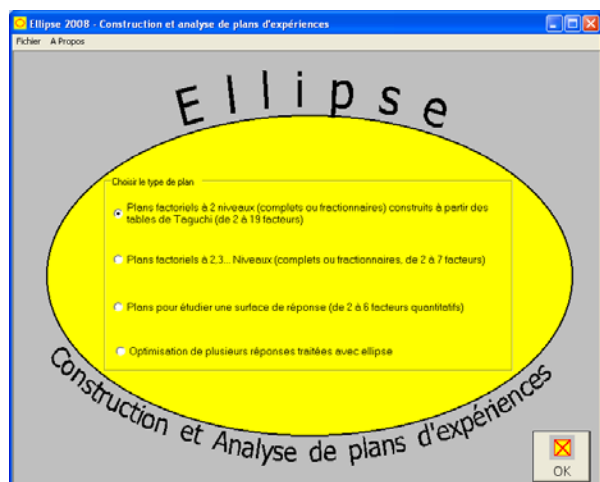 Ellipse 2008 - Construction et analyse de plans d'expériences
Fichier A Propos
Ellipse
Choisir le type de plan
Plans factoriels à 2 niveaux (complets ou fractionnaires) construits à partir des
tables de Taguchi (de 2 à 19 facteurs)
Plans factoriels à 2,3... Niveaux (complets ou fractionnaires, de 2 à 7 facteurs)
Plans pour étudier une surface de réponse (de 2 à 6 facteurs quantitatifs)
Optimisation de plusieurs réponses traitées avec ellipse
Construction et Analyse de plans d'expériences
OK